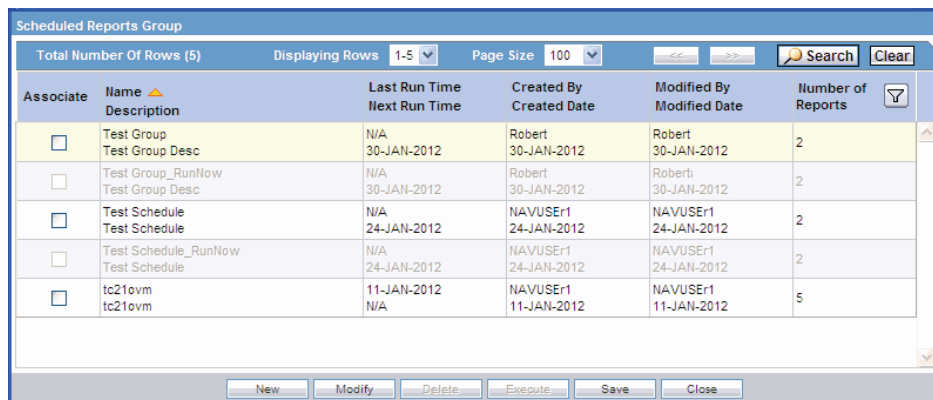 Scheduled Reports Group
Total Number Of Rows (5) Displaying Rows 1-5 Page Size 100 << >> Search Clear
Associate Name Last Run Time Created By Modified By Number of
Description Next Run Time Created Date Modified Date Reports
Test Group N/A Robert Robert 2
Test Group Desc 30-JAN-2012 30-JAN-2012 30-JAN-2012
Test Group_RunNow N/A Robert Robert 2
Test Group Desc 30-JAN-2012 30-JAN-2012 30-JAN-2012
Test Schedule N/A NAVUSEr1 NAVUSEr1 2
Test Schedule 24-JAN-2012 24-JAN-2012 24-JAN-2012
Test Schedule_RunNow N/A NAVUSEr1 NAVUSEr1 2
Test Schedule 24-JAN-2012 24-JAN-2012 24-JAN-2012
tc21ovm 11-JAN-2012 NAVUSEr1 NAVUSEr1 5
tc21ovm N/A 11-JAN-2012 11-JAN-2012
New Modify Delete Execute Save Close